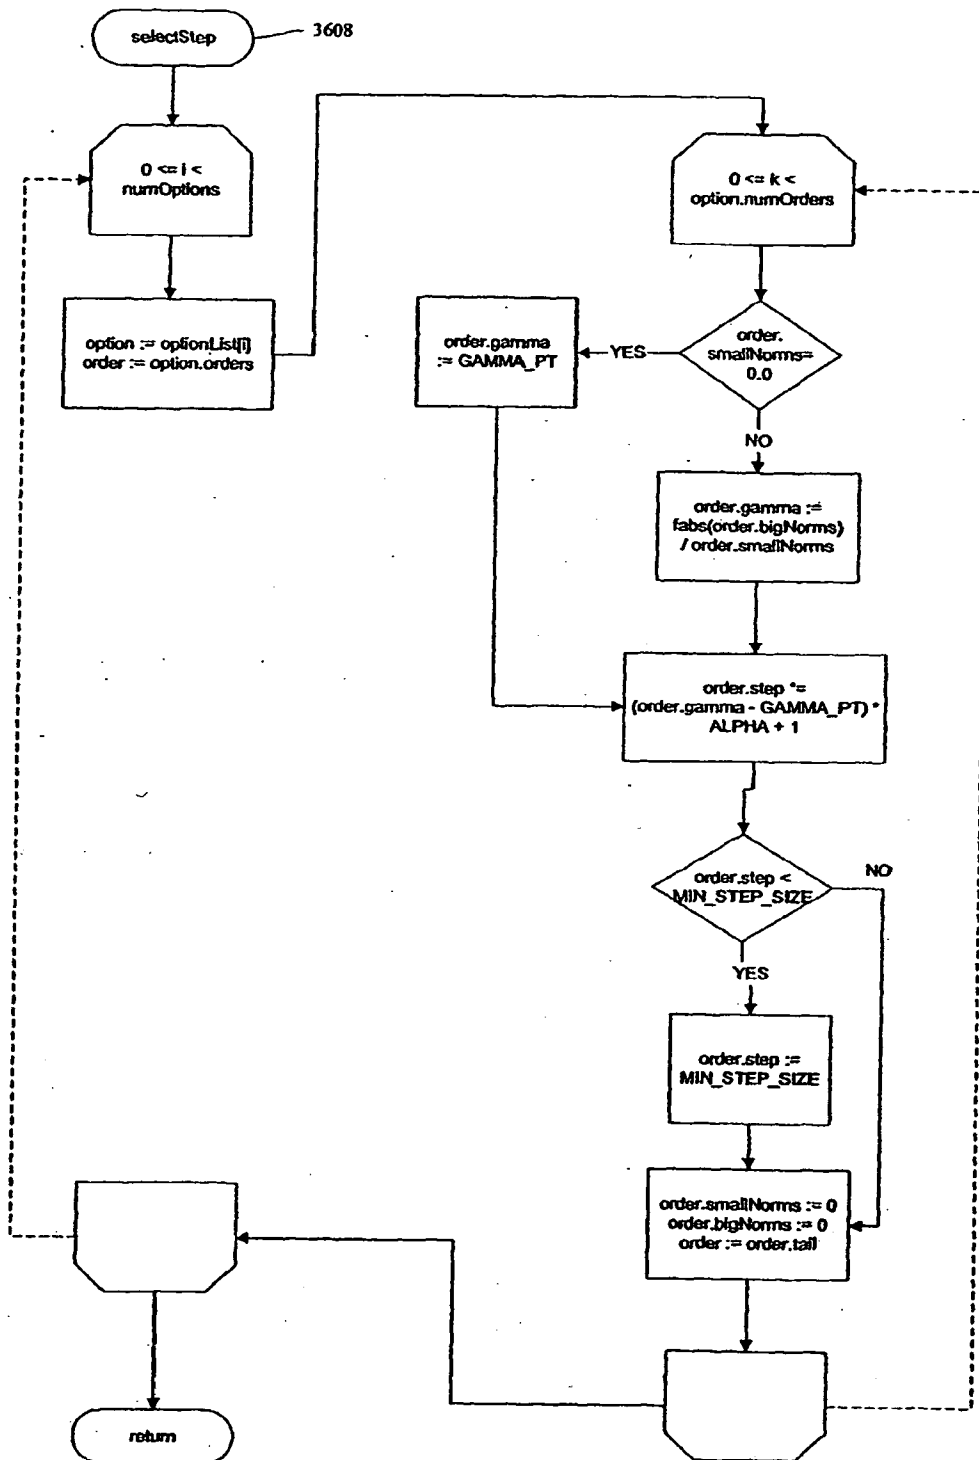 selectStep
3608
0 <= i <
numOptions
option := optionList[i]
order := option.orders
0 <= k <
option.numOrders
order.
smallNorms=
0.0
YES
order.gamma
:= GAMMA_PT
NO
order.gamma :=
fabs(order.bigNorms)
/ order.smallNorms
order.step *=
(order.gamma - GAMMA_PT) *
ALPHA + 1
order.step <
MIN_STEP_SIZE
NO
YES
order.step :=
MIN_STEP_SIZE
order.smallNorms := 0
order.bigNorms := 0
order := order.tail
return